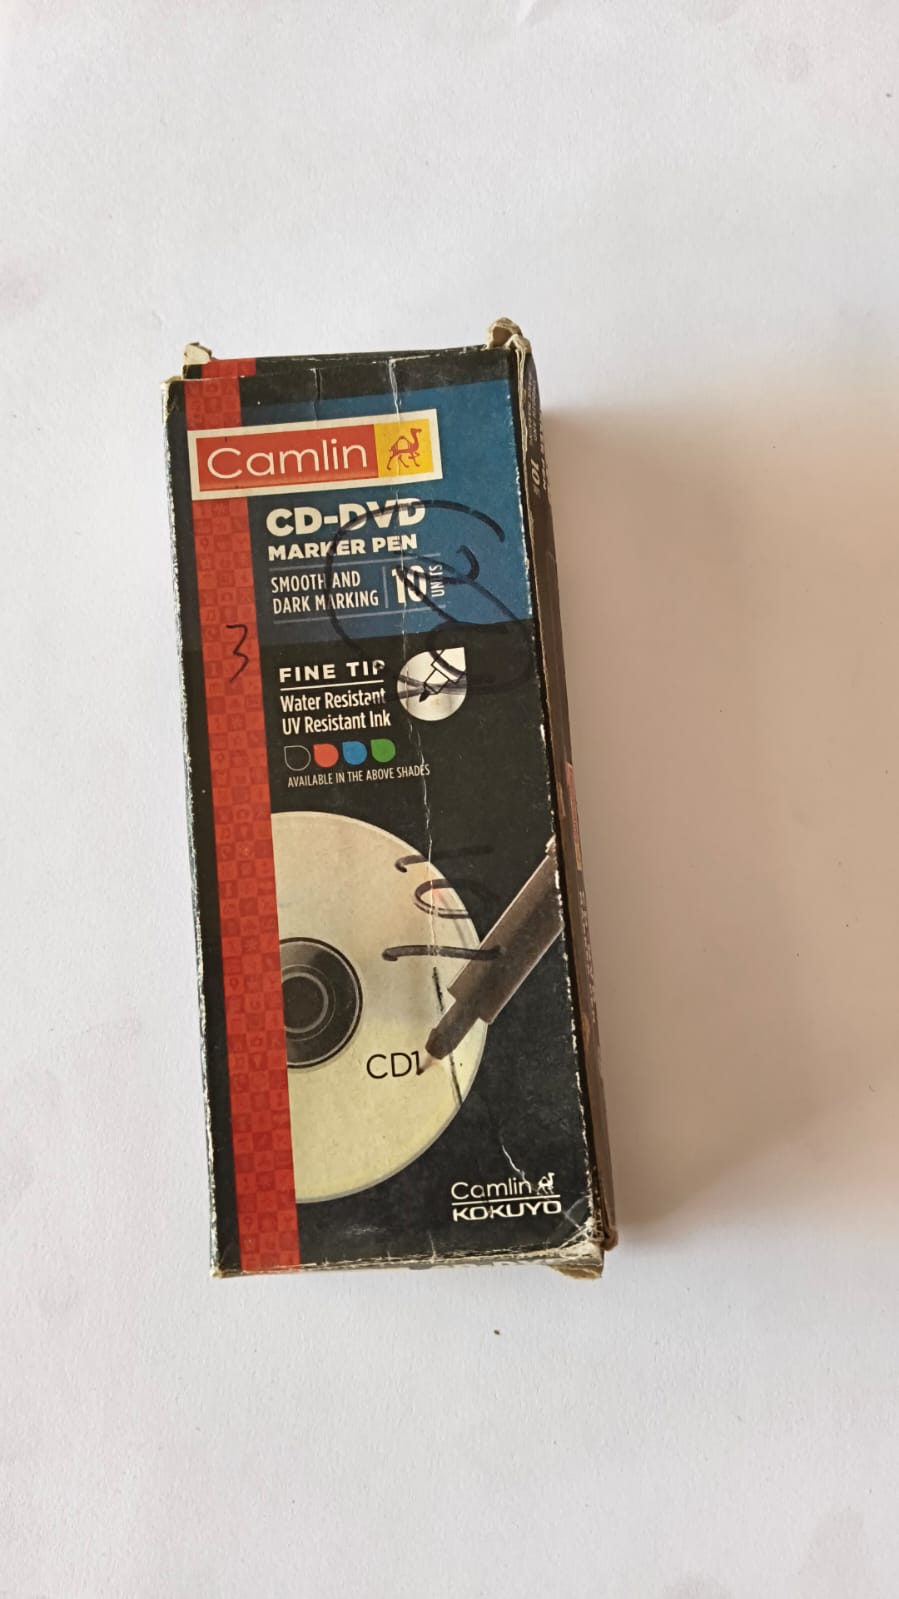 Camlin
CD-DVD
MARKER PEN
SMOOTH AND
DARK MARKING
10
UNITS
3
FINE TIP
Water Resistant
UV Resistant Ink
AVAILABLE IN THE ABOVE SHADES
CD1
Camlin
KOKUYO